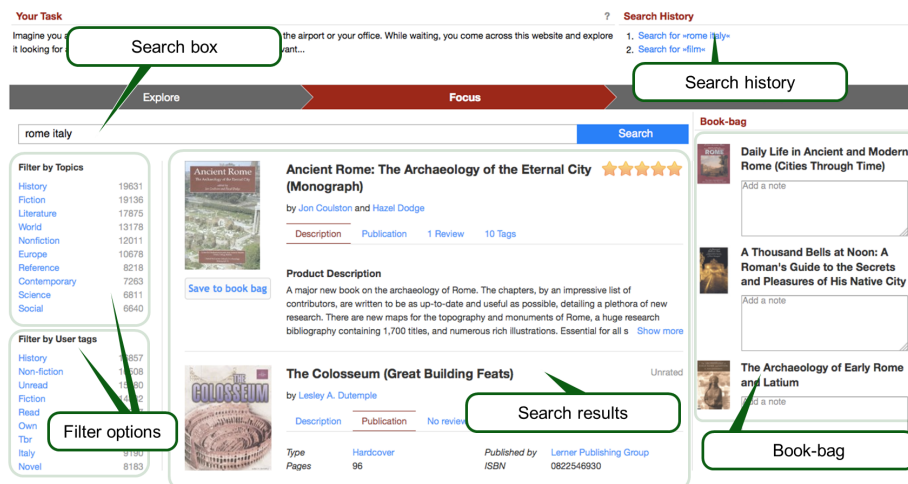 Your Task
?
Search History
Imagine you a
the airport or your office. While waiting, you come across this website and explore
it looking for
vant...
1. Search for »rome italy»
2. Search for »film«
Search box
Search history
Explore
Focus
rome italy
Search
Book-bag
Filter by Topics
History 19631
Fiction 19136
Literature 17875
World 13178
Nonfiction 12011
Europe 10678
Reference 8218
Contemporary 7263
Science 6811
Social 6640
Filter by User tags
History
Non-fiction
Unread
Fiction
Read
Own
Tbr
Italy 9190
Novel 8183
Filter options
Ancient Rome
Save to book bag
Ancient Rome: The Archaeology of the Eternal City
(Monograph)
by Jon Coulston and Hazel Dodge
Description Publication 1 Review 10 Tags
Product Description
A major new book on the archaeology of Rome. The chapters, by an impressive list of
contributors, are written to be as up-to-date and useful as possible, detailing a plethora of new
research. There are new maps for the topography and monuments of Rome, a huge research
bibliography containing 1,700 titles, and numerous rich illustrations. Essential for all s Show more
THE
COLOSSEUM
The Colosseum (Great Building Feats)
Unrated
by Lesley A. Dutemple
Description Publication No review
Search results
Type Hardcover Published by Lerner Publishing Group
Pages 96 ISBN 0822546930
Daily Life in Ancient and Modern
Rome (Cities Through Time)
Add a note
A Thousand Bells at Noon: A
Roman's Guide to the Secrets
and Pleasures of His Native City
Add a note
The Archaeology of Early Rome
and Latium
Add a note
Book-bag